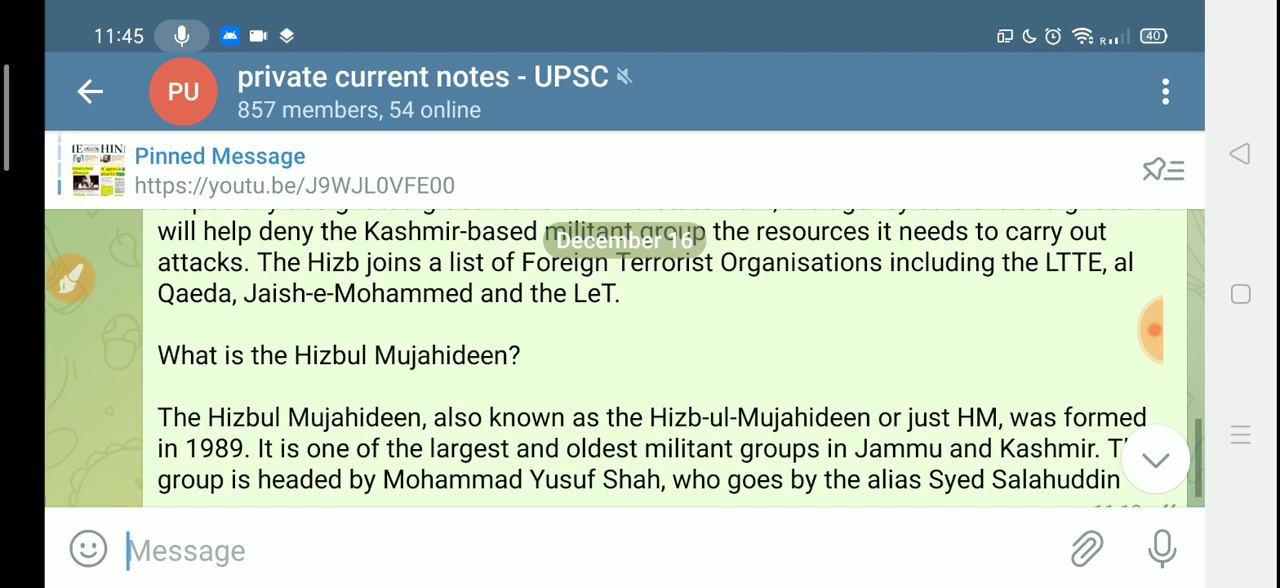 11:45
40
PU
private current notes - UPSC
857 members, 54 online
Pinned Message
https://youtu.be/J9WJL0VFE00
will help deny the Kashmir-based militant group the resources it needs to carry out
December 16
attacks. The Hizb joins a list of Foreign Terrorist Organisations including the LTTE, al
Qaeda, Jaish-e-Mohammed and the LeT.
What is the Hizbul Mujahideen?
The Hizbul Mujahideen, also known as the Hizb-ul-Mujahideen or just HM, was formed
in 1989. It is one of the largest and oldest militant groups in Jammu and Kashmir.
group is headed by Mohammad Yusuf Shah, who goes by the alias Syed Salahuddin
Message